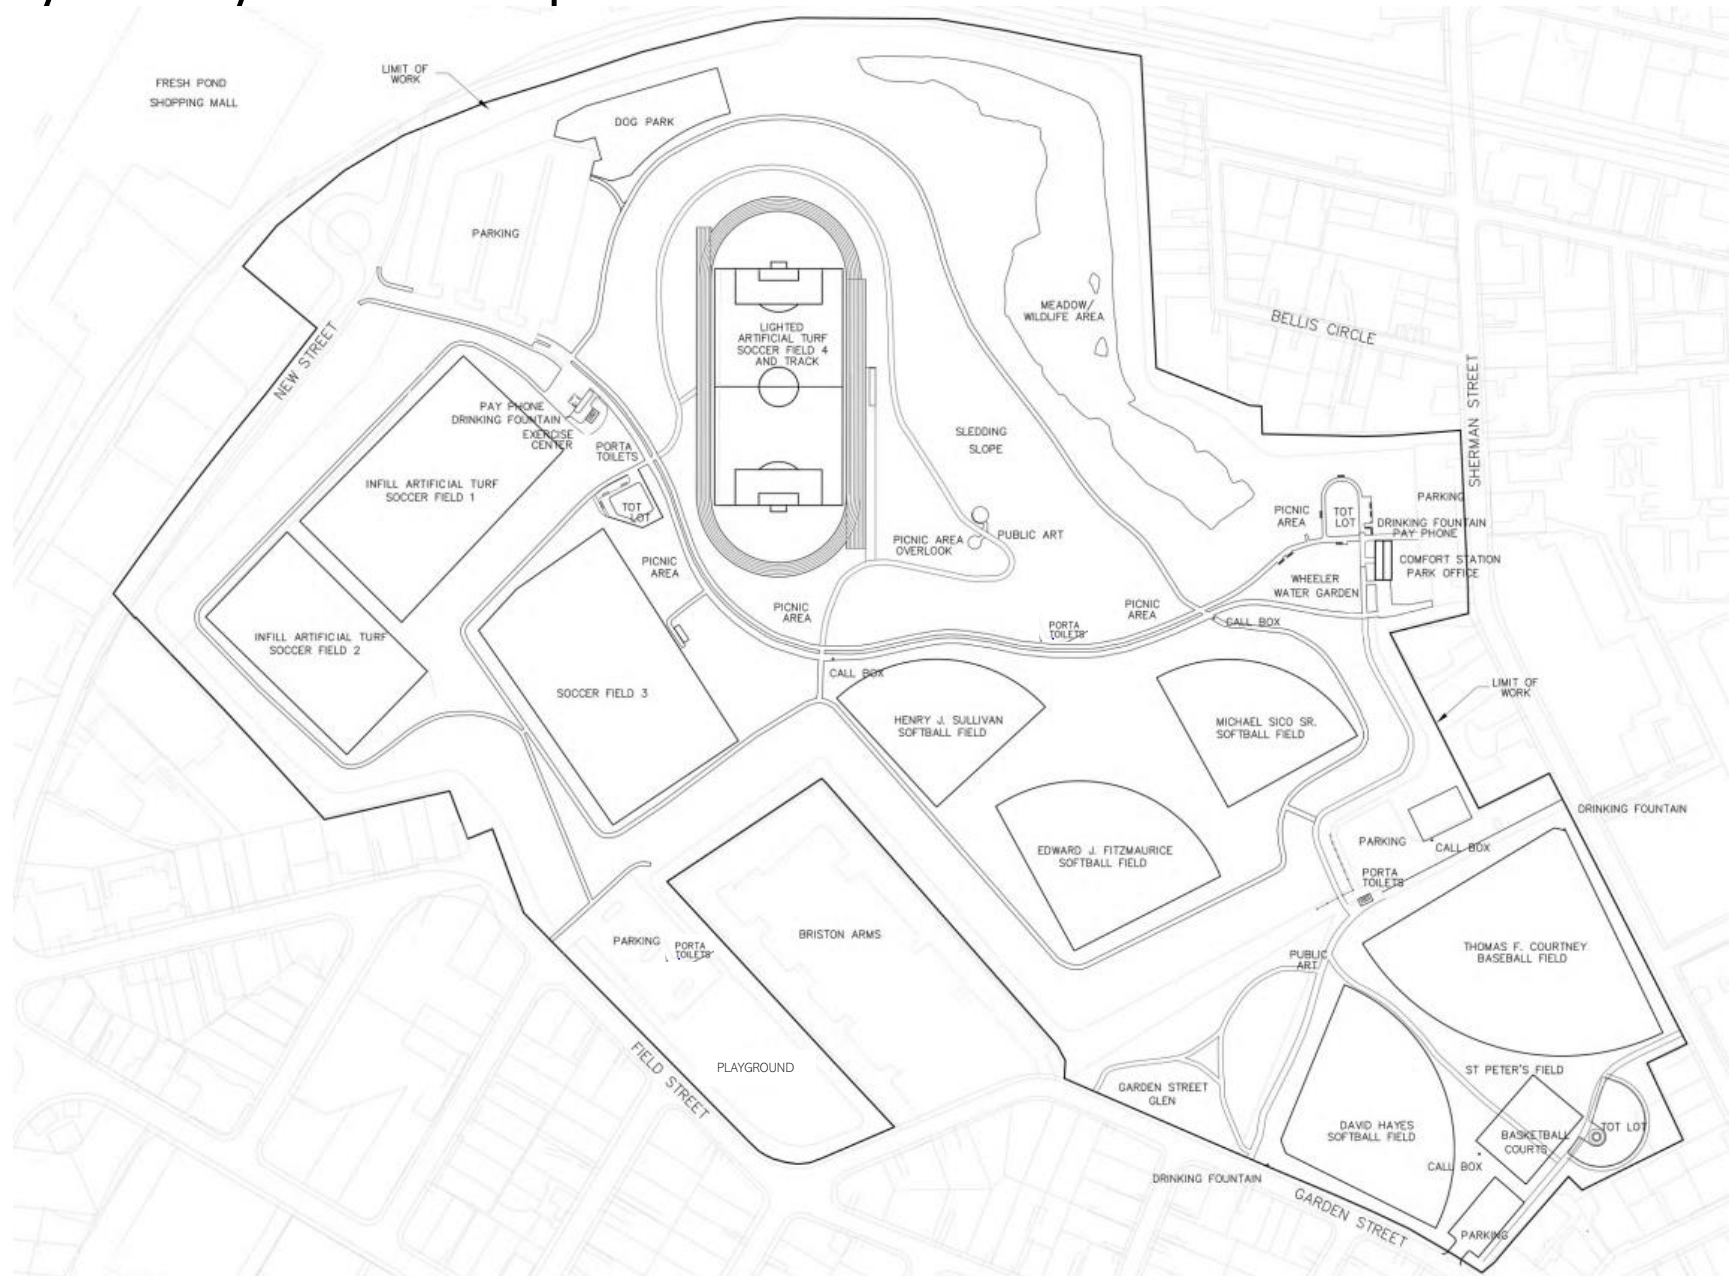 FRESH POND
SHOPPING MALL
LIMIT OF
WORK
DOG PARK
PARKING
NEW STREET
LIGHTED
ARTIFICIAL TURF
SOCCER FIELD 4
AND TRACK
MEADOW/
WILDLIFE AREA
BELLIS CIRCLE
SHERMAN STREET
PAY PHONE
DRINKING FOUNTAIN
EXERCISE
CENTER
PORTA
TOILETS
SLEDDING
SLOPE
INFILL ARTIFICIAL TURF
SOCCER FIELD 1
TOT
LOT
PICNIC
AREA
PICNIC AREA
OVERLOOK
PUBLIC ART
PICNIC
AREA
TOT
LOT
PARKING
DRINKING FOUNTAIN
PAY PHONE
COMFORT STATION
PARK OFFICE
WHEELER
WATER GARDEN
PICNIC
AREA
PICNIC
AREA
PORTA
TOILETS
CALL BOX
INFILL ARTIFICIAL TURF
SOCCER FIELD 2
SOCCER FIELD 3
CALL BOX
HENRY J. SULLIVAN
SOFTBALL FIELD
MICHAEL SICO SR.
SOFTBALL FIELD
LIMIT OF
WORK
EDWARD J. FITZMAURICE
SOFTBALL FIELD
DRINKING FOUNTAIN
PARKING
CALL BOX
PORTA
TOILETS
PARKING
PORTA
TOILETS
BRISTON ARMS
PUBLIC
ART
THOMAS F. COURTNEY
BASEBALL FIELD
FIELD STREET
PLAYGROUND
GARDEN STREET
GLEN
ST PETER'S FIELD
DAVID HAYES
SOFTBALL FIELD
BASKETBALL
COURTS
TOT LOT
CALL BOX
DRINKING FOUNTAIN
GARDEN STREET
PARKING